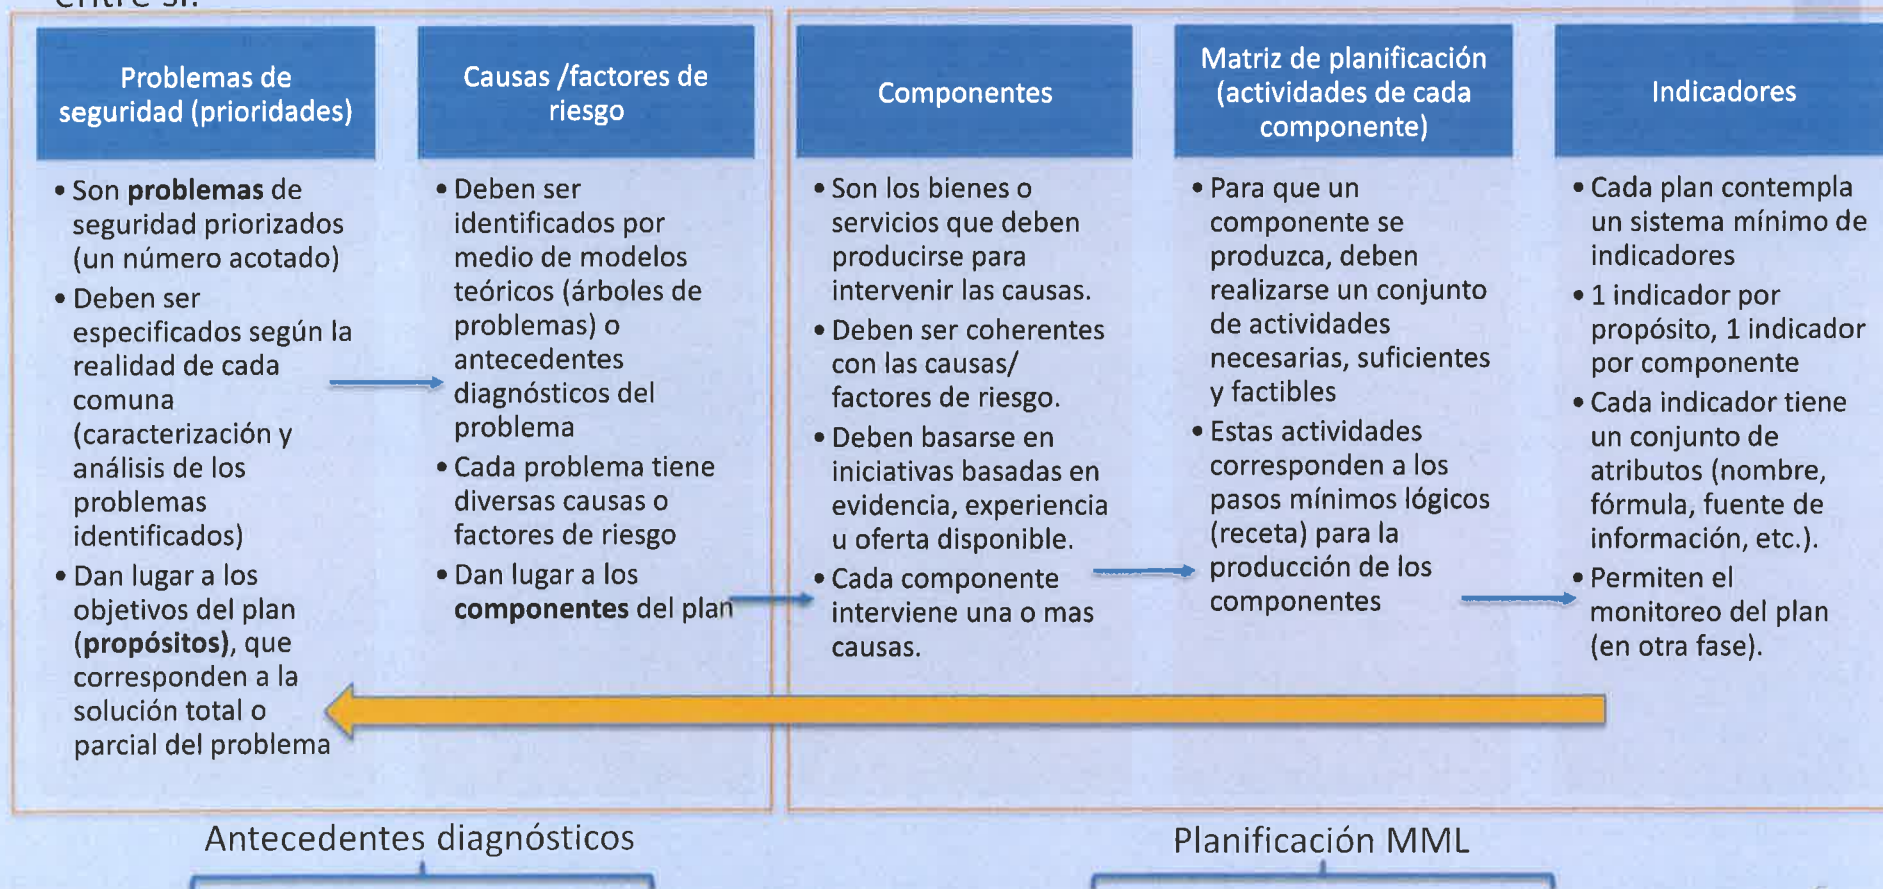 entre sí.
Problemas de
seguridad (prioridades)
• Son problemas de
seguridad priorizados
(un número acotado)
• Deben ser
especificados según la
realidad de cada
comuna
(caracterización y
análisis de los
problemas
identificados)
• Dan lugar a los
objetivos del plan
(propósitos), que
corresponden a la
solución total o
parcial del problema
Causas /factores de
riesgo
• Deben ser
identificados por
medio de modelos
teóricos (árboles de
problemas) o
antecedentes
diagnósticos del
problema
• Cada problema tiene
diversas causas o
factores de riesgo
• Dan lugar a los
componentes del plan
Componentes
• Son los bienes o
servicios que deben
producirse para
intervenir las causas.
• Deben ser coherentes
con las causas/
factores de riesgo.
• Deben basarse en
iniciativas basadas en
evidencia, experiencia
u oferta disponible.
• Cada componente
interviene una o mas
causas.
Matriz de planificación
(actividades de cada
componente)
• Para que un
componente se
produzca, deben
realizarse un conjunto
de actividades
necesarias, suficientes
y factibles
• Estas actividades
corresponden a los
pasos mínimos lógicos
(receta) para la
producción de los
componentes
Indicadores
• Cada plan contempla
un sistema mínimo de
indicadores
• 1 indicador por
propósito, 1 indicador
por componente
• Cada indicador tiene
un conjunto de
atributos (nombre,
fórmula, fuente de
información, etc.).
• Permiten el
monitoreo del plan
(en otra fase).
Antecedentes diagnósticos
Planificación MML